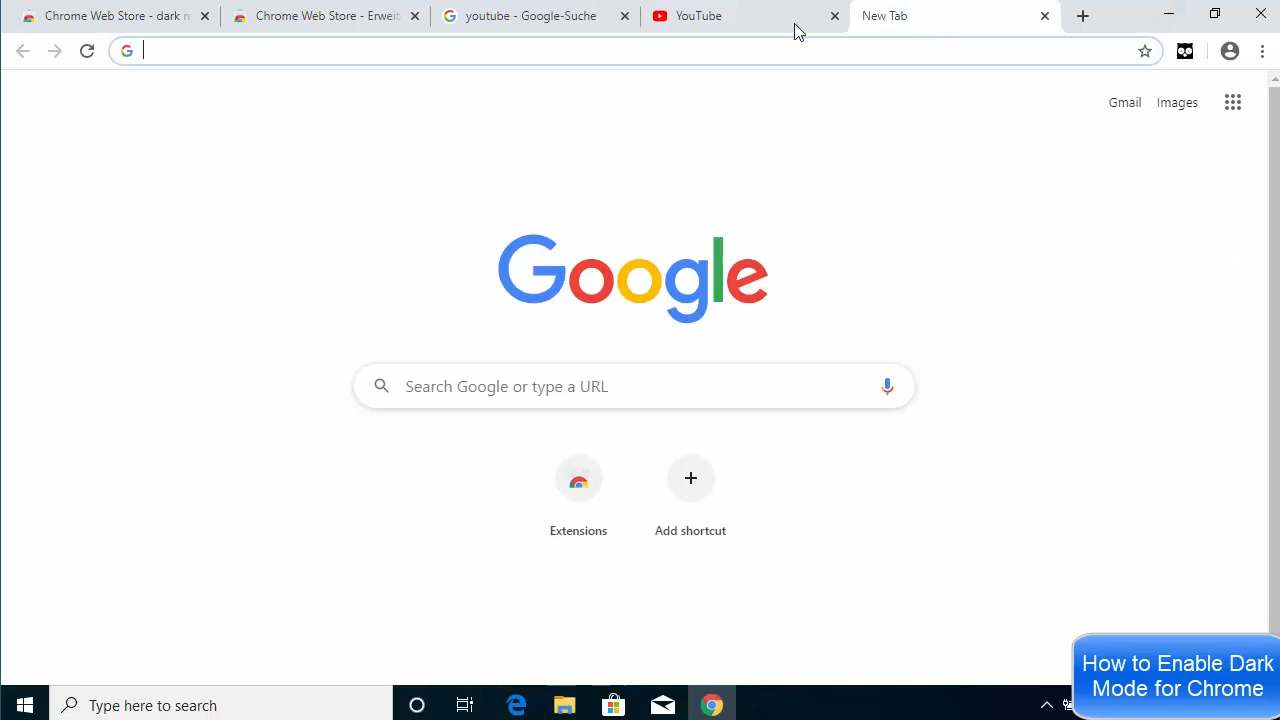 Chrome Web Store - dark m
Chrome Web Store - Erweit
youtube - Google-Suche
YouTube
New Tab
Gmail
Images
Google
Search Google or type a URL
Extensions
Add shortcut
How to Enable Dark
Mode for Chrome
Type here to search